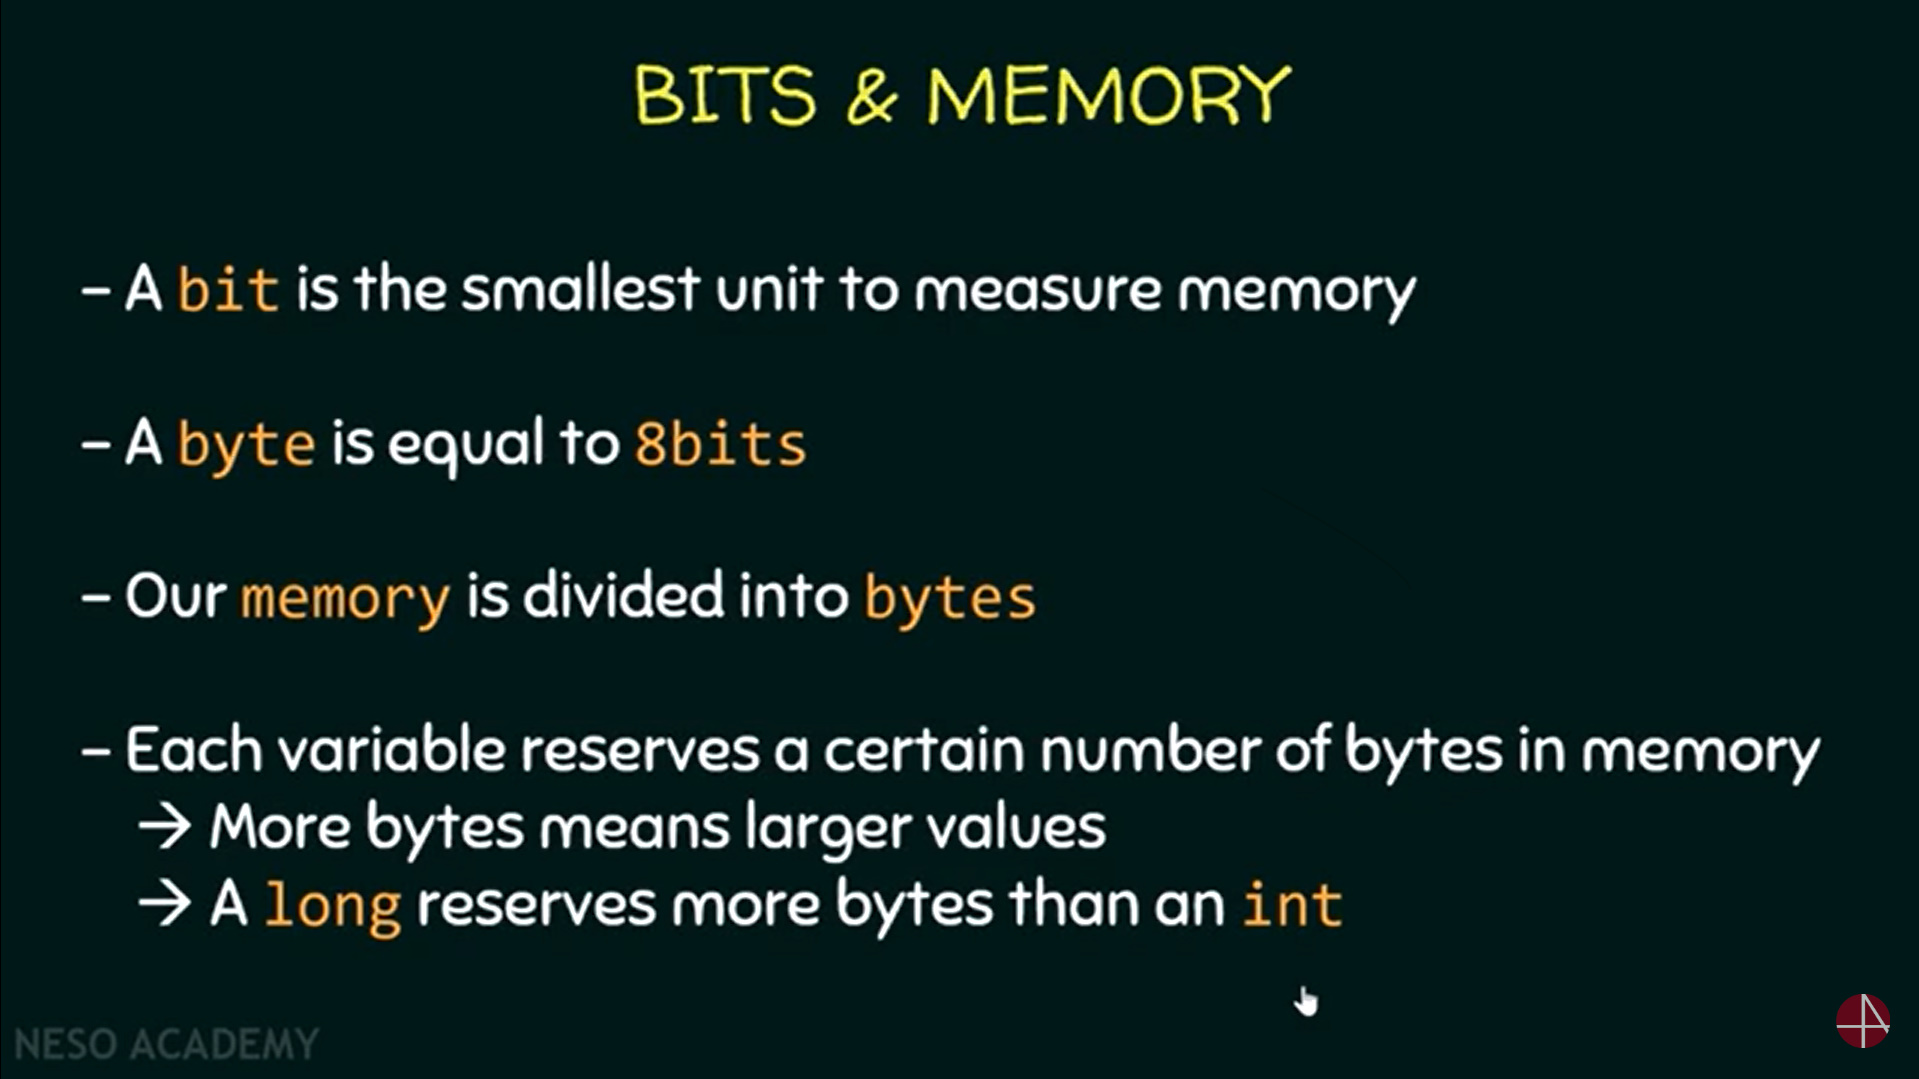 BITS & MEMORY
– A bit is the smallest unit to measure memory
– A byte is equal to 8bits
– Our memory is divided into bytes
– Each variable reserves a certain number of bytes in memory
→ More bytes means larger values
→ A long reserves more bytes than an int
NESO ACADEMY